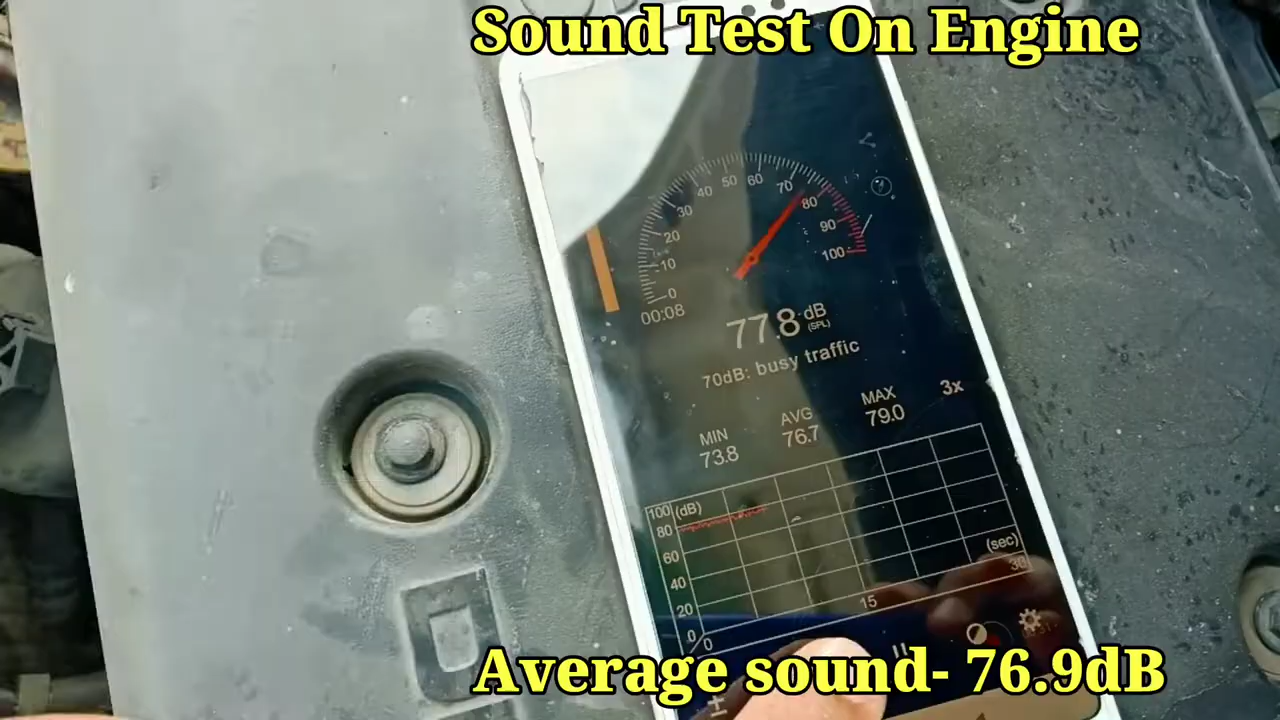 Sound Test On Engine
0 10 20 30 40 50 60 70 80 90 100
00:08
77.8 dB
(SPL)
70dB: busy traffic
MIN AVG MAX 3x
73.8 76.7 79.0
100 (dB)
80
60
40
20
0
0 15 30
(sec)
Average sound- 76.9dB
±